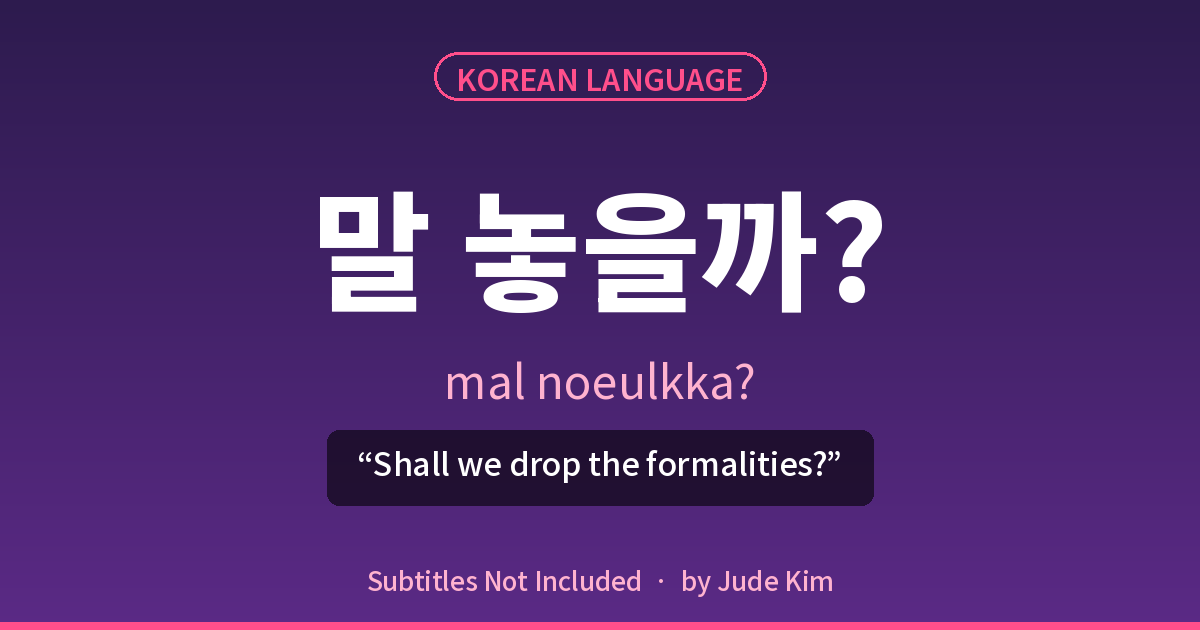 KOREAN LANGUAGE
말 놓을까?
mal noeulkka?
“Shall we drop the formalities?”
Subtitles Not Included · by Jude Kim